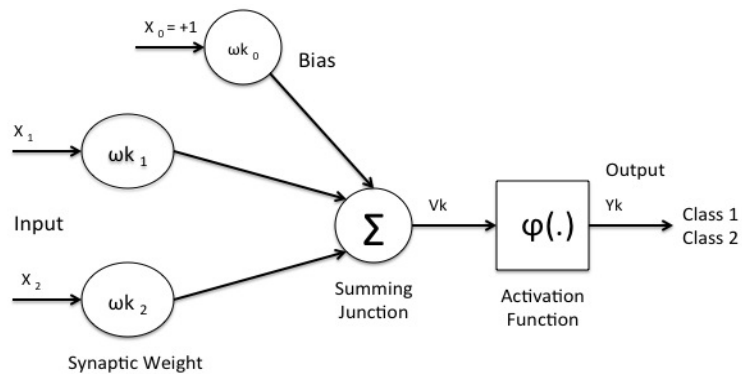 X 0 = +1
ωk 0
Bias
X 1
ωk 1
Input
Σ
Vk
φ(.)
Output
Yk
Class 1
Class 2
X 2
ωk 2
Summing
Junction
Activation
Function
Synaptic Weight